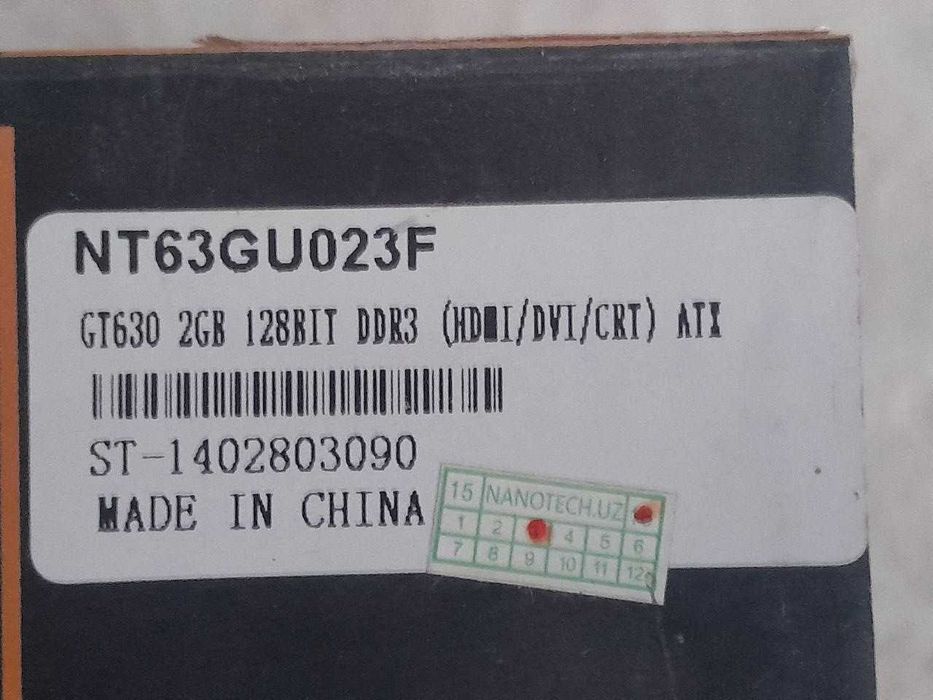 NT63GU023F
GT630 2GB 128BIT DDR3 (HDMI/DVI/CRT) ATX
ST-1402803090
MADE IN CHINA
15 NANOTECH.UZ
1 2 4 5 6
7 8 9 10 11 12